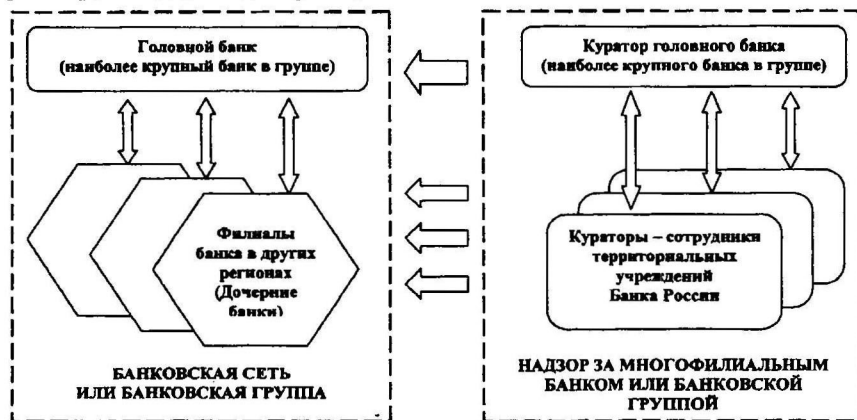 Головной банк
(наиболее крупный банк в группе)
Филиалы
банка в других
регионах
(Дочерние
банки)
БАНКОВСКАЯ СЕТЬ
ИЛИ БАНКОВСКАЯ ГРУППА
Куратор головного банка
(наиболее крупного банка в группе)
Кураторы – сотрудники
территориальных
учреждений
Банка России
НАДЗОР ЗА МНОГОФИЛИАЛЬНЫМ
БАНКОМ ИЛИ БАНКОВСКОЙ
ГРУППОЙ